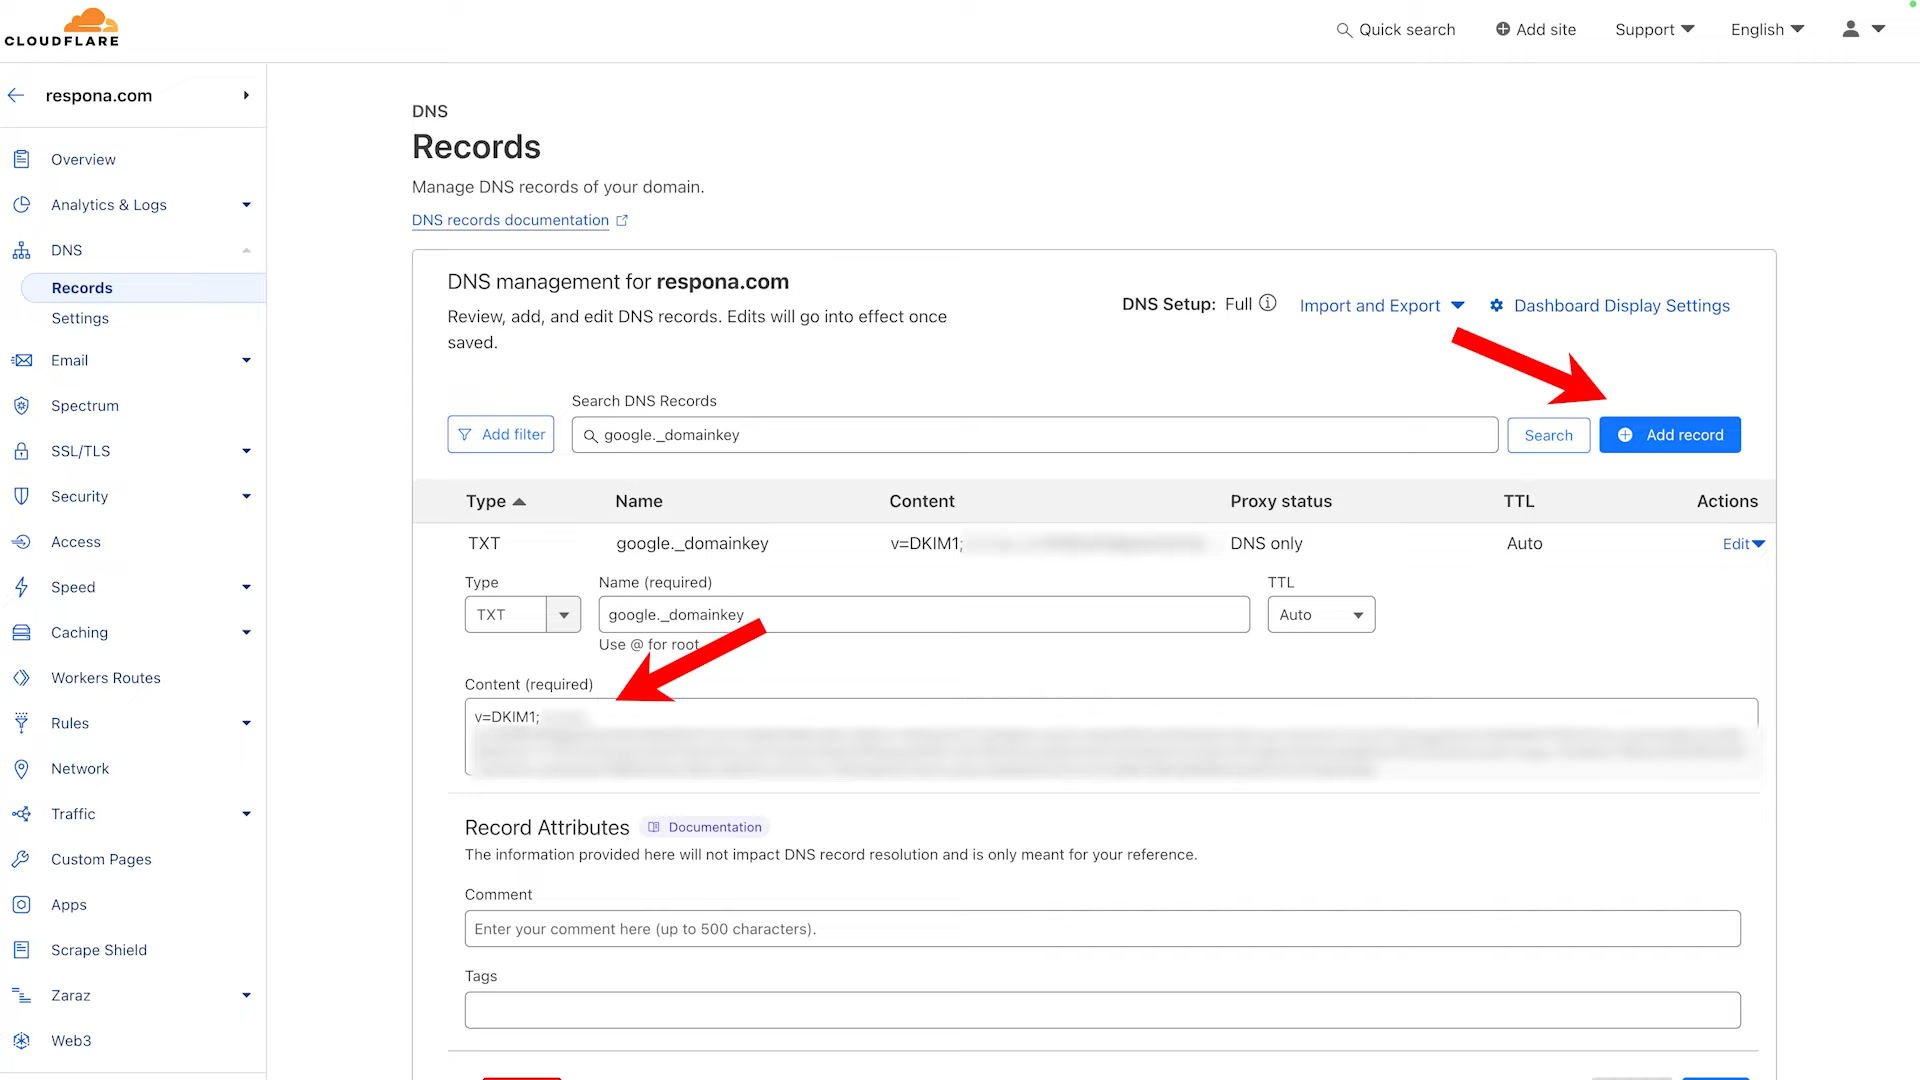 CLOUDFLARE
Quick search
Add site
Support
English
respona.com
Overview
Analytics & Logs
DNS
Records
Settings
Email
Spectrum
SSL/TLS
Security
Access
Speed
Caching
Workers Routes
Rules
Network
Traffic
Custom Pages
Apps
Scrape Shield
Zaraz
Web3
DNS
Records
Manage DNS records of your domain.
DNS records documentation
DNS management for respona.com
Review, add, and edit DNS records. Edits will go into effect once
saved.
DNS Setup: Full
Import and Export
Dashboard Display Settings
Search DNS Records
Add filter
google._domainkey
Search
Add record
Type Name Content Proxy status TTL Actions
TXT google._domainkey v=DKIM1; DNS only Auto Edit
Type Name (required) TTL
TXT google._domainkey Auto
Use @ for root
Content (required)
v=DKIM1;
Record Attributes Documentation
The information provided here will not impact DNS record resolution and is only meant for your reference.
Comment
Enter your comment here (up to 500 characters).
Tags